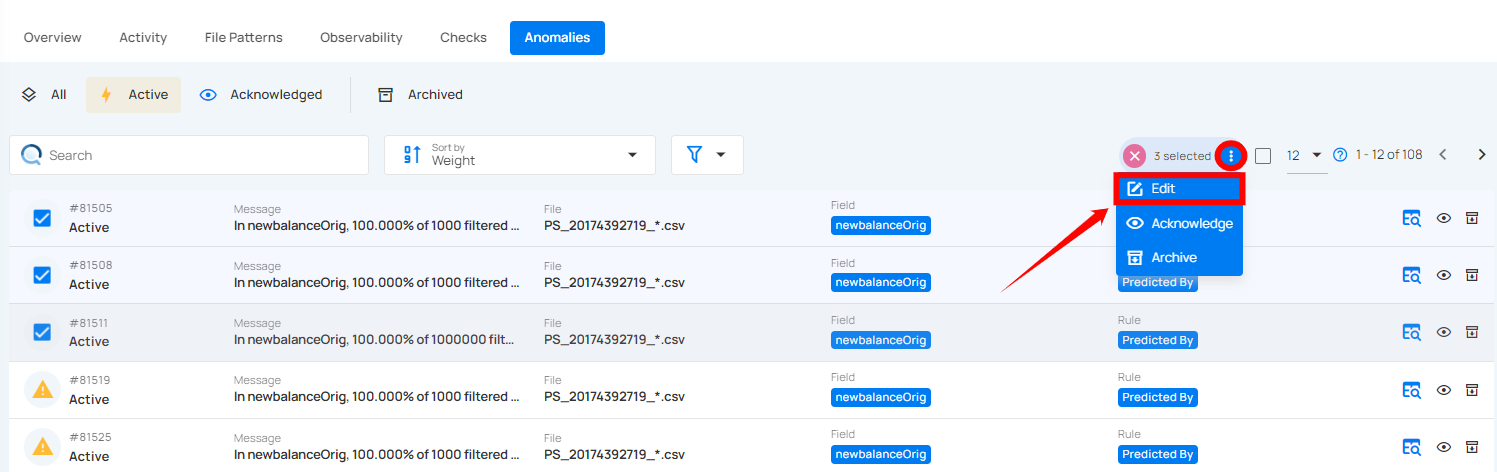 Overview Activity File Patterns Observability Checks Anomalies
All Active Acknowledged Archived
Search
Sort by
Weight
3 selected
12
1 - 12 of 108
Edit
Acknowledge
Archive
#81505
Active
Message
In newbalanceOrig, 100.000% of 1000 filtered ...
File
PS_20174392719_*.csv
Field
newbalanceOrig
#81508
Active
Message
In newbalanceOrig, 100.000% of 1000 filtered ...
File
PS_20174392719_*.csv
Field
newbalanceOrig
Predicted By
#81511
Active
Message
In newbalanceOrig, 100.000% of 1000000 filt...
File
PS_20174392719_*.csv
Field
newbalanceOrig
Rule
Predicted By
#81519
Active
Message
In newbalanceOrig, 100.000% of 1000 filtered ...
File
PS_20174392719_*.csv
Field
newbalanceOrig
Rule
Predicted By
#81525
Active
Message
In newbalanceOrig, 100.000% of 1000 filtered ...
File
PS_20174392719_*.csv
Field
newbalanceOrig
Rule
Predicted By